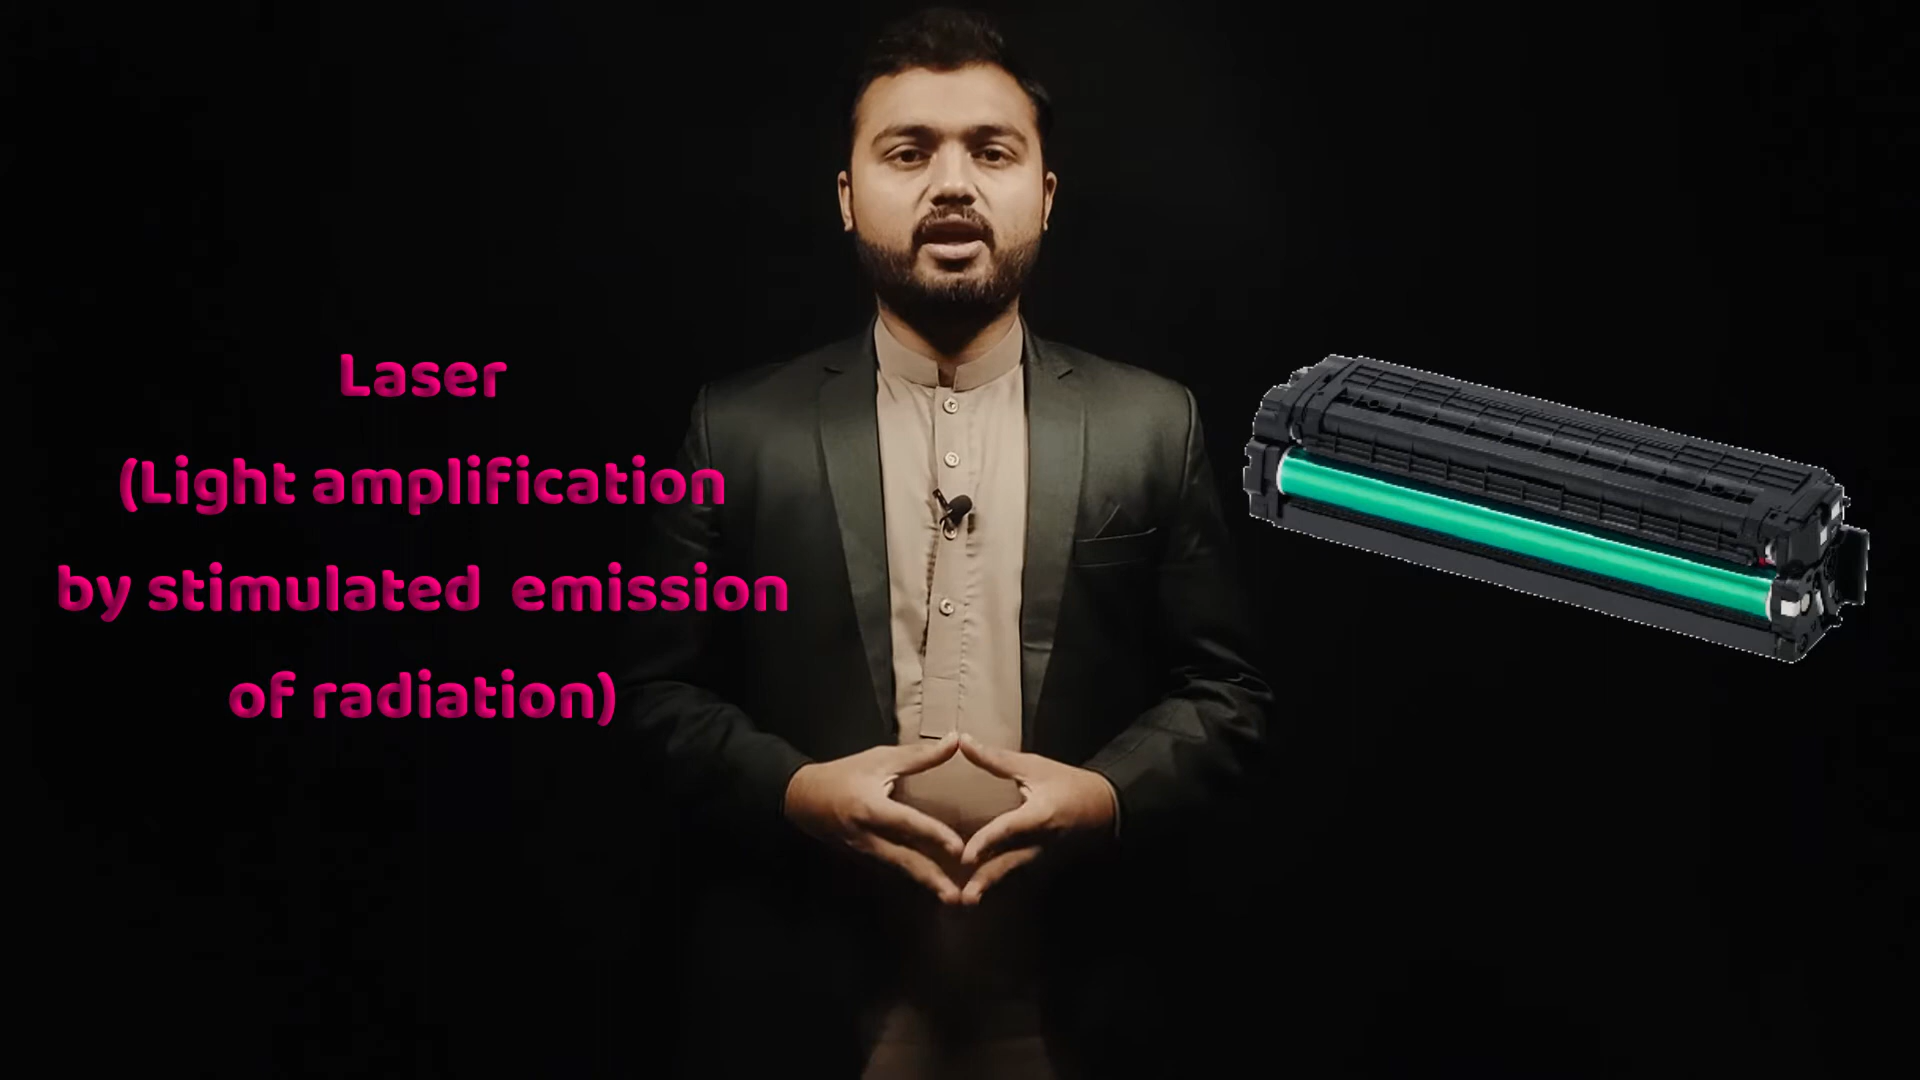 Laser
(Light amplification
by stimulated emission
of radiation)